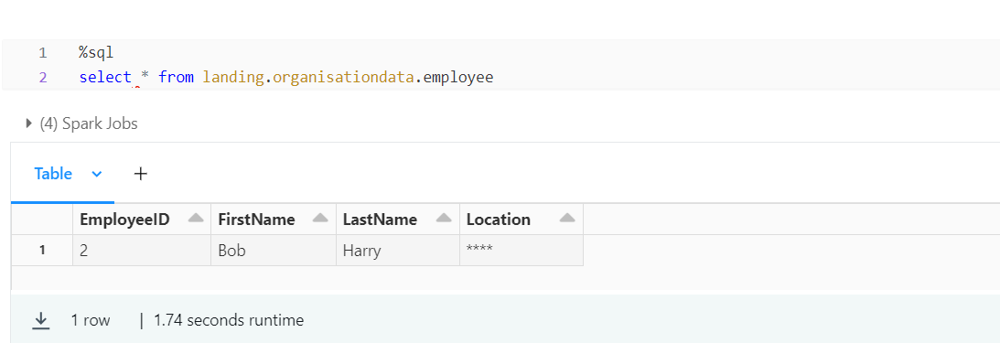 1 %sql
2 select * from landing.organisationdata.employee
(4) Spark Jobs
Table +
EmployeeID FirstName LastName Location
1 2 Bob Harry ****
1 row | 1.74 seconds runtime